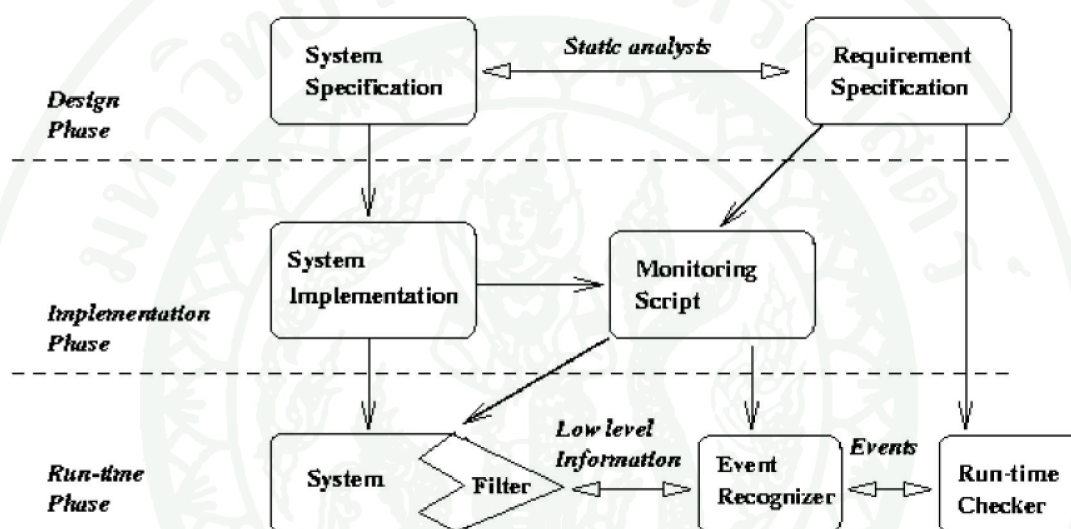 System
Specification
Static analysts
Requirement
Specification
Design
Phase
System
Implementation
Monitoring
Script
Implementation
Phase
Low level
Information
Events
System
Filter
Event
Recognizer
Run-time
Checker
Run-time
Phase